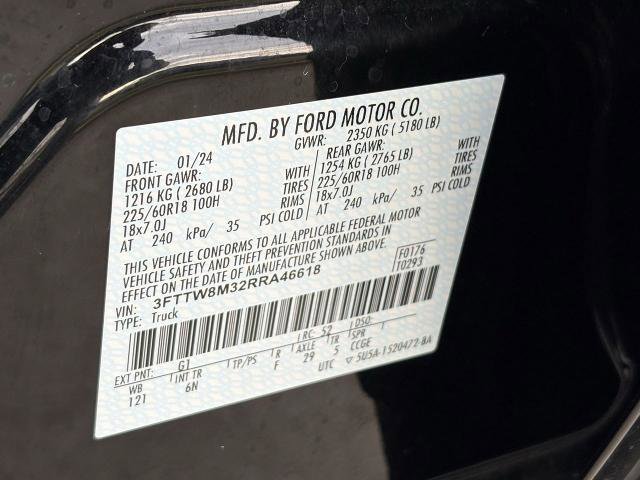 MFD. BY FORD MOTOR CO.
DATE: 01/24 GVWR: 2350 KG ( 5180 LB)
FRONT GAWR: REAR GAWR:
1216 KG ( 2680 LB) WITH 1254 KG ( 2765 LB) WITH
225/60R18 100H TIRES 225/60R18 100H TIRES
18x7.0J RIMS 18x7.0J RIMS
AT 240 kPa/ 35 PSI COLD AT 240 kPa/ 35 PSI COLD
THIS VEHICLE CONFORMS TO ALL APPLICABLE FEDERAL MOTOR
VEHICLE SAFETY AND THEFT PREVENTION STANDARDS IN
EFFECT ON THE DATE OF MANUFACTURE SHOWN ABOVE.
F0176
T0293
VIN: 3FTTW8M32RRA46618
TYPE: Truck
EXT PNT: G1 RC: 52 DSO:
WB INT TR TP/PS R AXLE TR SPR
121 6N F 29 5 CCGE
UTC ▽ 5U5A-1520472-BA